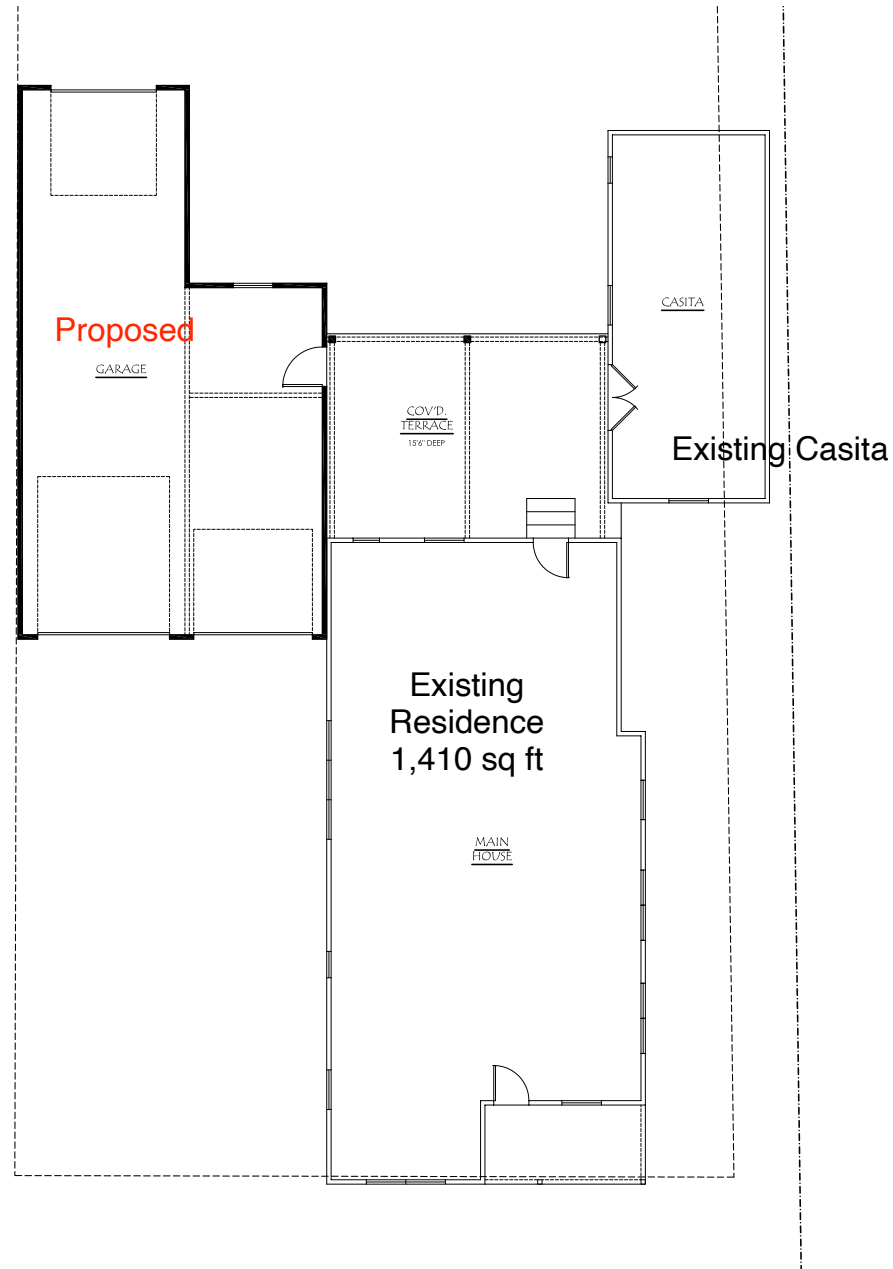 Proposed
GARAGE
CASITA
COV'D.
TERRACE
15'6" DEEP
Existing Casita
Existing
Residence
1,410 sq ft
MAIN
HOUSE